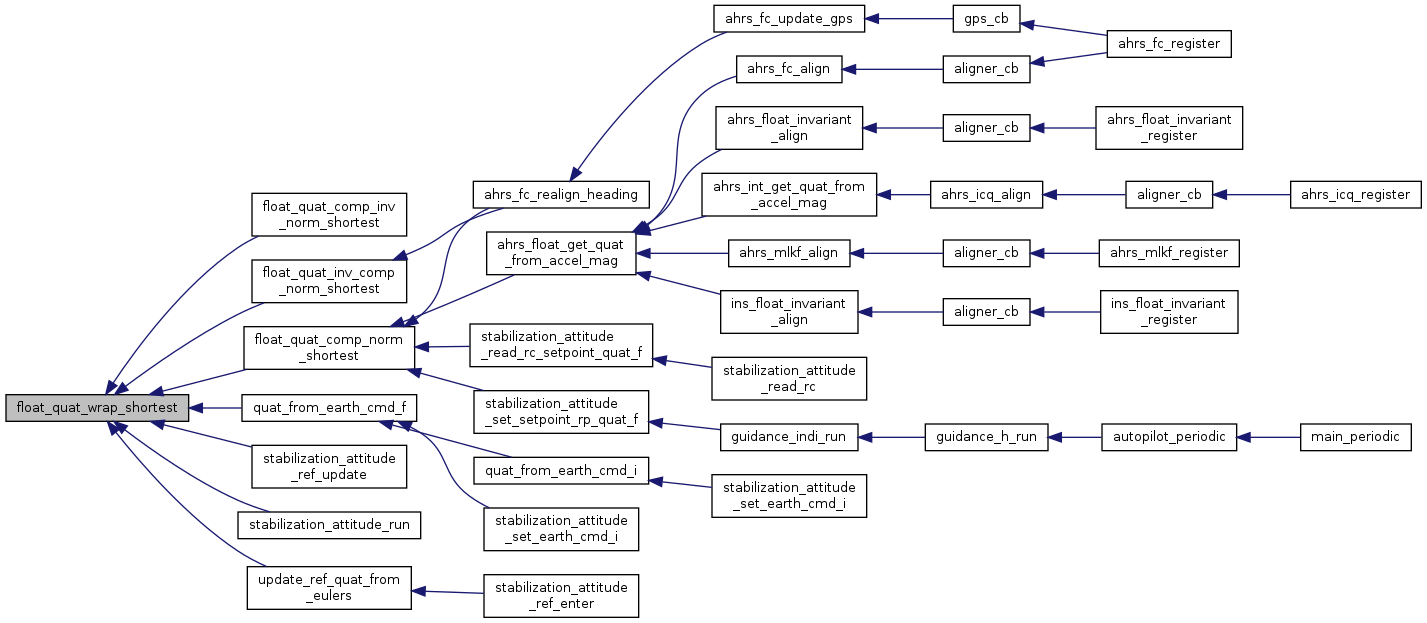 ahrs_fc_update_gps
gps_cb
ahrs_fc_register
ahrs_fc_align
aligner_cb
ahrs_float_invariant
_align
aligner_cb
ahrs_float_invariant
_register
ahrs_fc_realign_heading
ahrs_int_get_quat_from
_accel_mag
ahrs_icq_align
aligner_cb
ahrs_icq_register
float_quat_comp_inv
_norm_shortest
ahrs_float_get_quat
_from_accel_mag
ahrs_mlkf_align
aligner_cb
ahrs_mlkf_register
float_quat_inv_comp
_norm_shortest
ins_float_invariant
_align
aligner_cb
ins_float_invariant
_register
float_quat_comp_norm
_shortest
stabilization_attitude
_read_rc_setpoint_quat_f
stabilization_attitude
_read_rc
float_quat_wrap_shortest
quat_from_earth_cmd_f
stabilization_attitude
_set_setpoint_rp_quat_f
guidance_indi_run
guidance_h_run
autopilot_periodic
main_periodic
stabilization_attitude
_ref_update
quat_from_earth_cmd_i
stabilization_attitude
_set_earth_cmd_i
stabilization_attitude_run
stabilization_attitude
_set_earth_cmd_i
update_ref_quat_from
_eulers
stabilization_attitude
_ref_enter